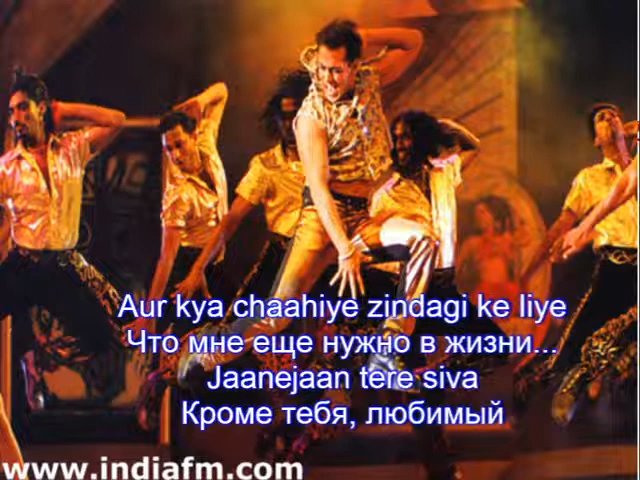 Aur kya chaahiye zindagi ke liye
Что мне еще нужно в жизни...
Jaanejaan tere siva
Кроме тебя, любимый
www.indiafm.com